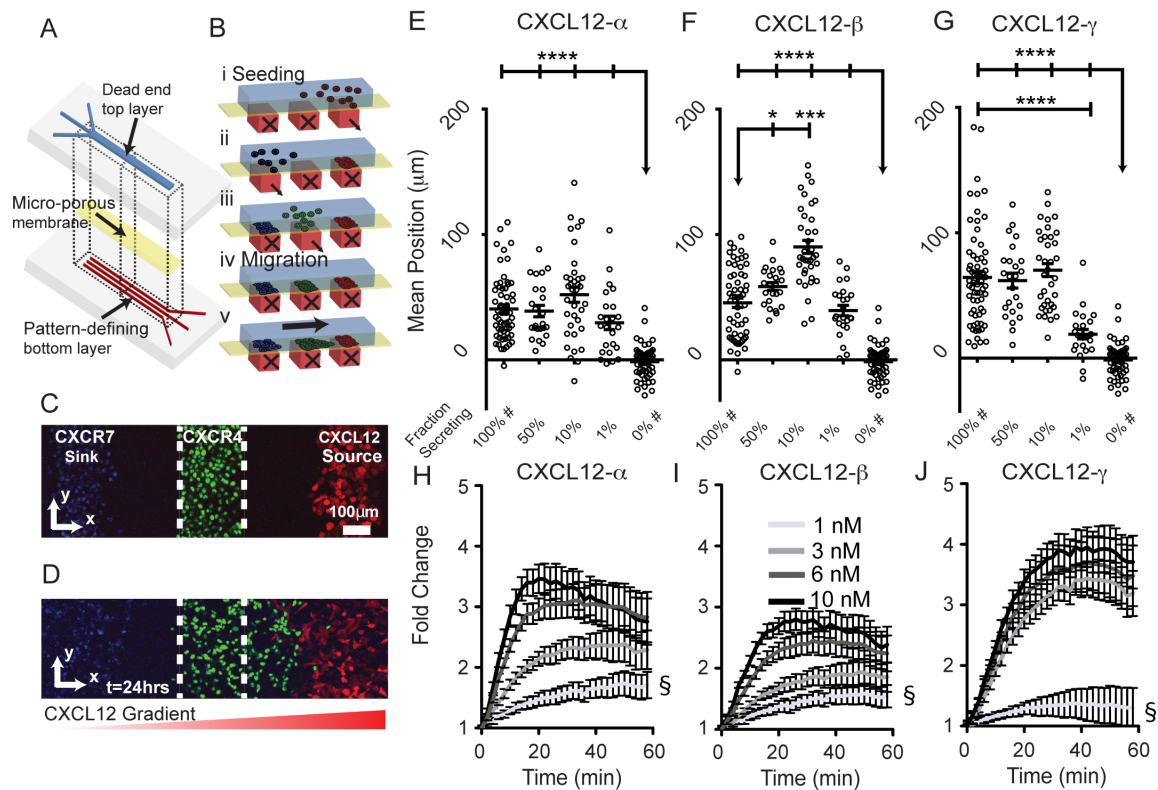 A
Dead end
top layer
Micro-porous
membrane
Pattern-defining
bottom layer
B
i Seeding
ii
iii
iv Migration
v
C
CXCR7
Sink
CXCR4
CXCL12
Source
y
x
100μm
D
y
x
t=24hrs
CXCL12 Gradient
E
CXCL12-α
****
Mean Position (μm)
200
100
0
Fraction
Secreting
100% #
50%
10%
1%
0% #
F
CXCL12-β
****
*
***
200
100
0
100% #
50%
10%
1%
0% #
G
CXCL12-γ
****
****
200
100
0
100% #
50%
10%
1%
0% #
H
CXCL12-α
Fold Change
5
4
3
2
1
§
0
20
40
60
Time (min)
I
CXCL12-β
5
4
3
2
1
1 nM
3 nM
6 nM
10 nM
§
0
20
40
60
Time (min)
J
CXCL12-γ
5
4
3
2
1
§
0
20
40
60
Time (min)